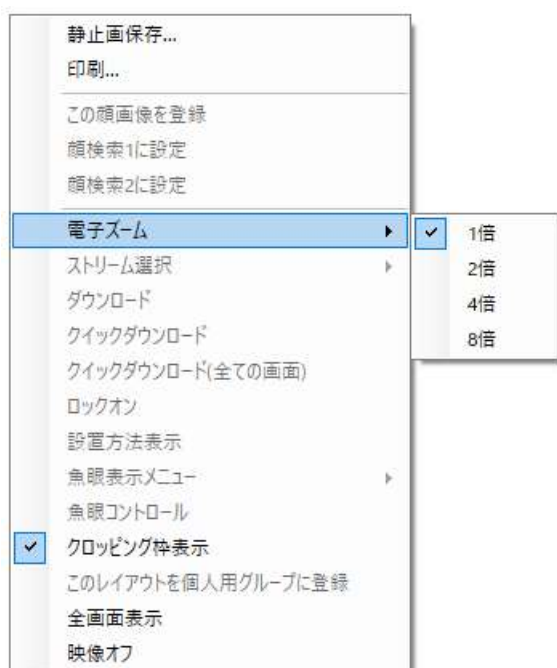 静止画保存...
印刷...
この顔画像を登録
顔検索1に設定
顔検索2に設定
電子ズーム
1倍
2倍
4倍
8倍
ストリーム選択
ダウンロード
クイックダウンロード
クイックダウンロード(全ての画面)
ロックオン
設置方法表示
魚眼表示メニュー
魚眼コントロール
クロッピング枠表示
このレイアウトを個人用グループに登録
全画面表示
映像オフ